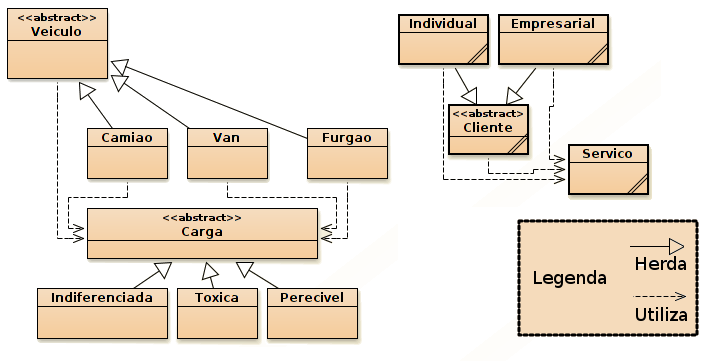 <<abstract>>
Veiculo
Individual
Empresarial
Camiao
Van
Furgao
<<abstract>
Cliente
Servico
<<abstract>>
Carga
Indiferenciada
Toxica
Perecivel
Legenda
Herda
Utiliza